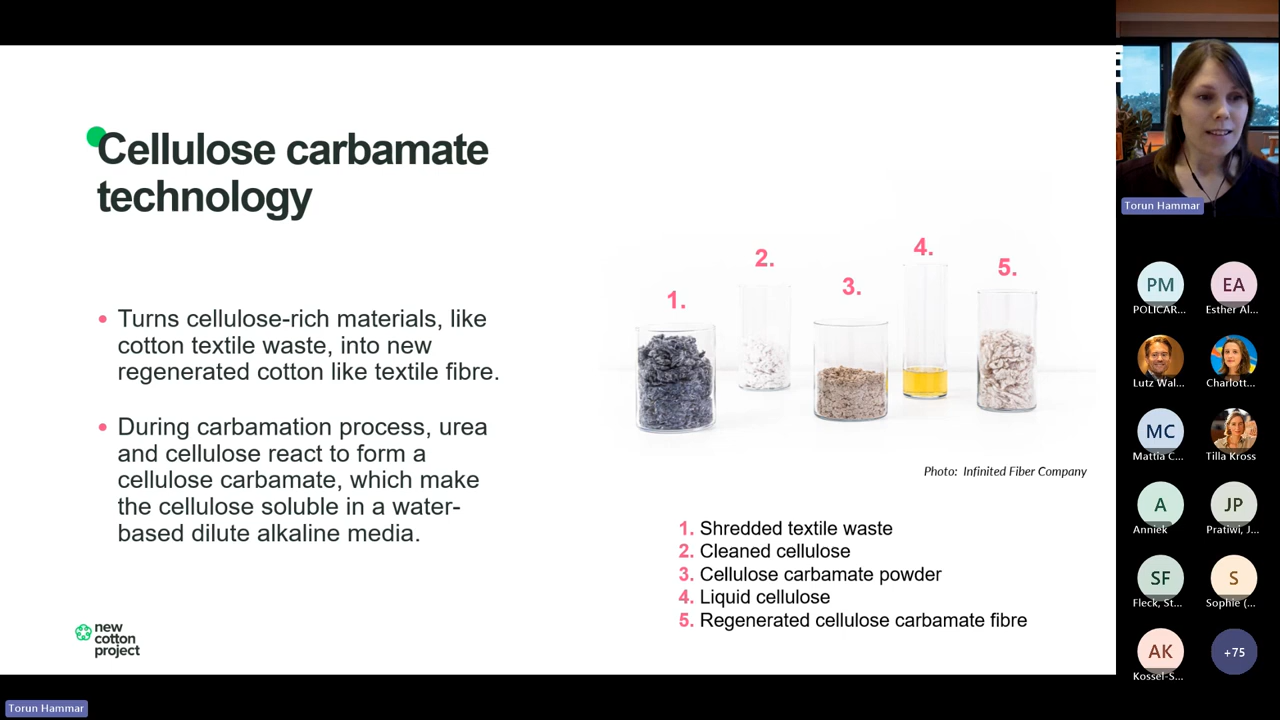 Cellulose carbamate
technology
• Turns cellulose-rich materials, like
cotton textile waste, into new
regenerated cotton like textile fibre.
• During carbamation process, urea
and cellulose react to form a
cellulose carbamate, which make
the cellulose soluble in a water-
based dilute alkaline media.
new
cotton
project
1.
2.
3.
4.
5.
Photo: Infinited Fiber Company
1. Shredded textile waste
2. Cleaned cellulose
3. Cellulose carbamate powder
4. Liquid cellulose
5. Regenerated cellulose carbamate fibre
Torun Hammar
PM
POLICAR...
EA
Esther Al...
Lutz Wal...
Charlott...
MC
Mattia C...
Tilla Kross
A
Anniek
JP
Pratiwi, J...
SF
Fleck, St...
S
Sophie (...
AK
Kossel-S...
+75
Torun Hammar